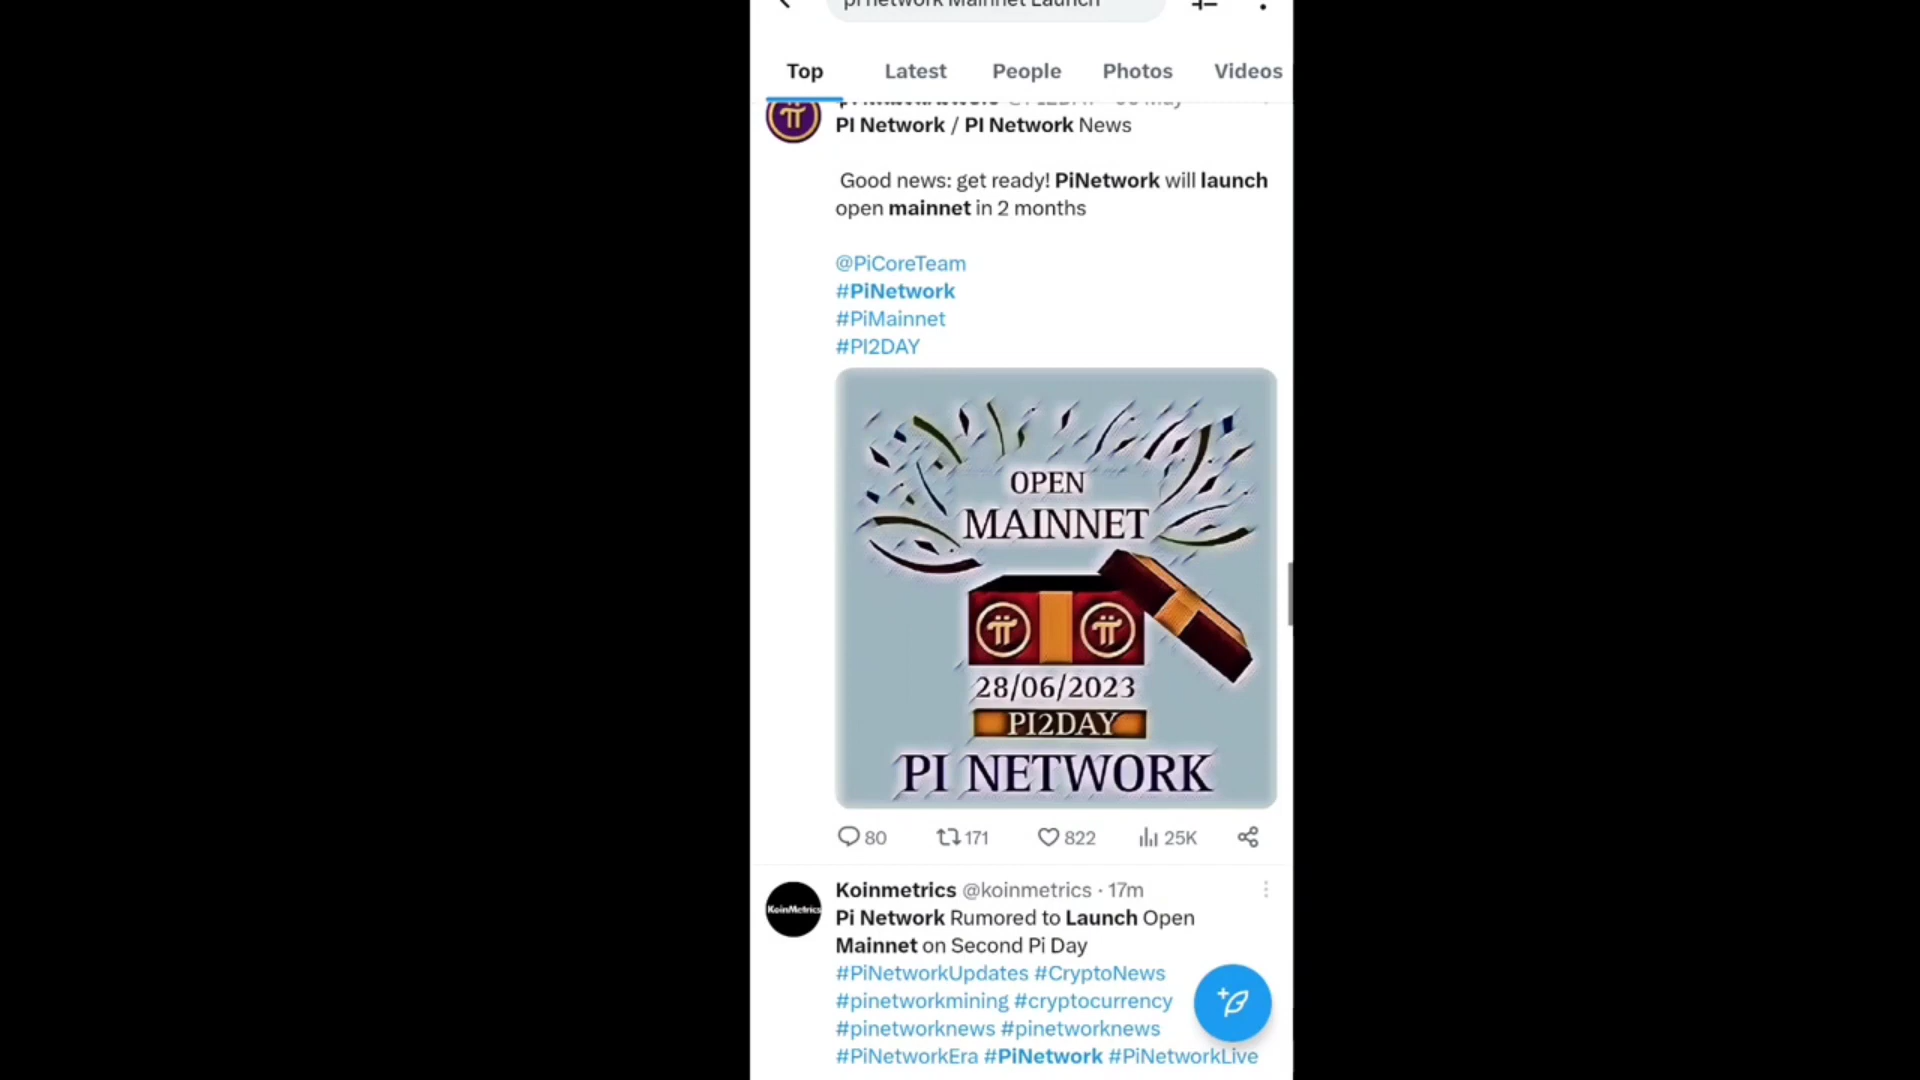 pi network Mainnet Launch
Top Latest People Photos Videos
PI Network / PI Network News
Good news: get ready! PiNetwork will launch
open mainnet in 2 months
@PiCoreTeam
#PiNetwork
#PiMainnet
#PI2DAY
OPEN
MAINNET
28/06/2023
PI2DAY
PI NETWORK
80 171 822 25K
Koinmetrics @koinmetrics · 17m
KoinMetrics
Pi Network Rumored to Launch Open
Mainnet on Second Pi Day
#PiNetworkUpdates #CryptoNews
#pinetworkmining #cryptocurrency
#pinetworknews #pinetworknews
#PiNetworkEra #PiNetwork #PiNetworkLive